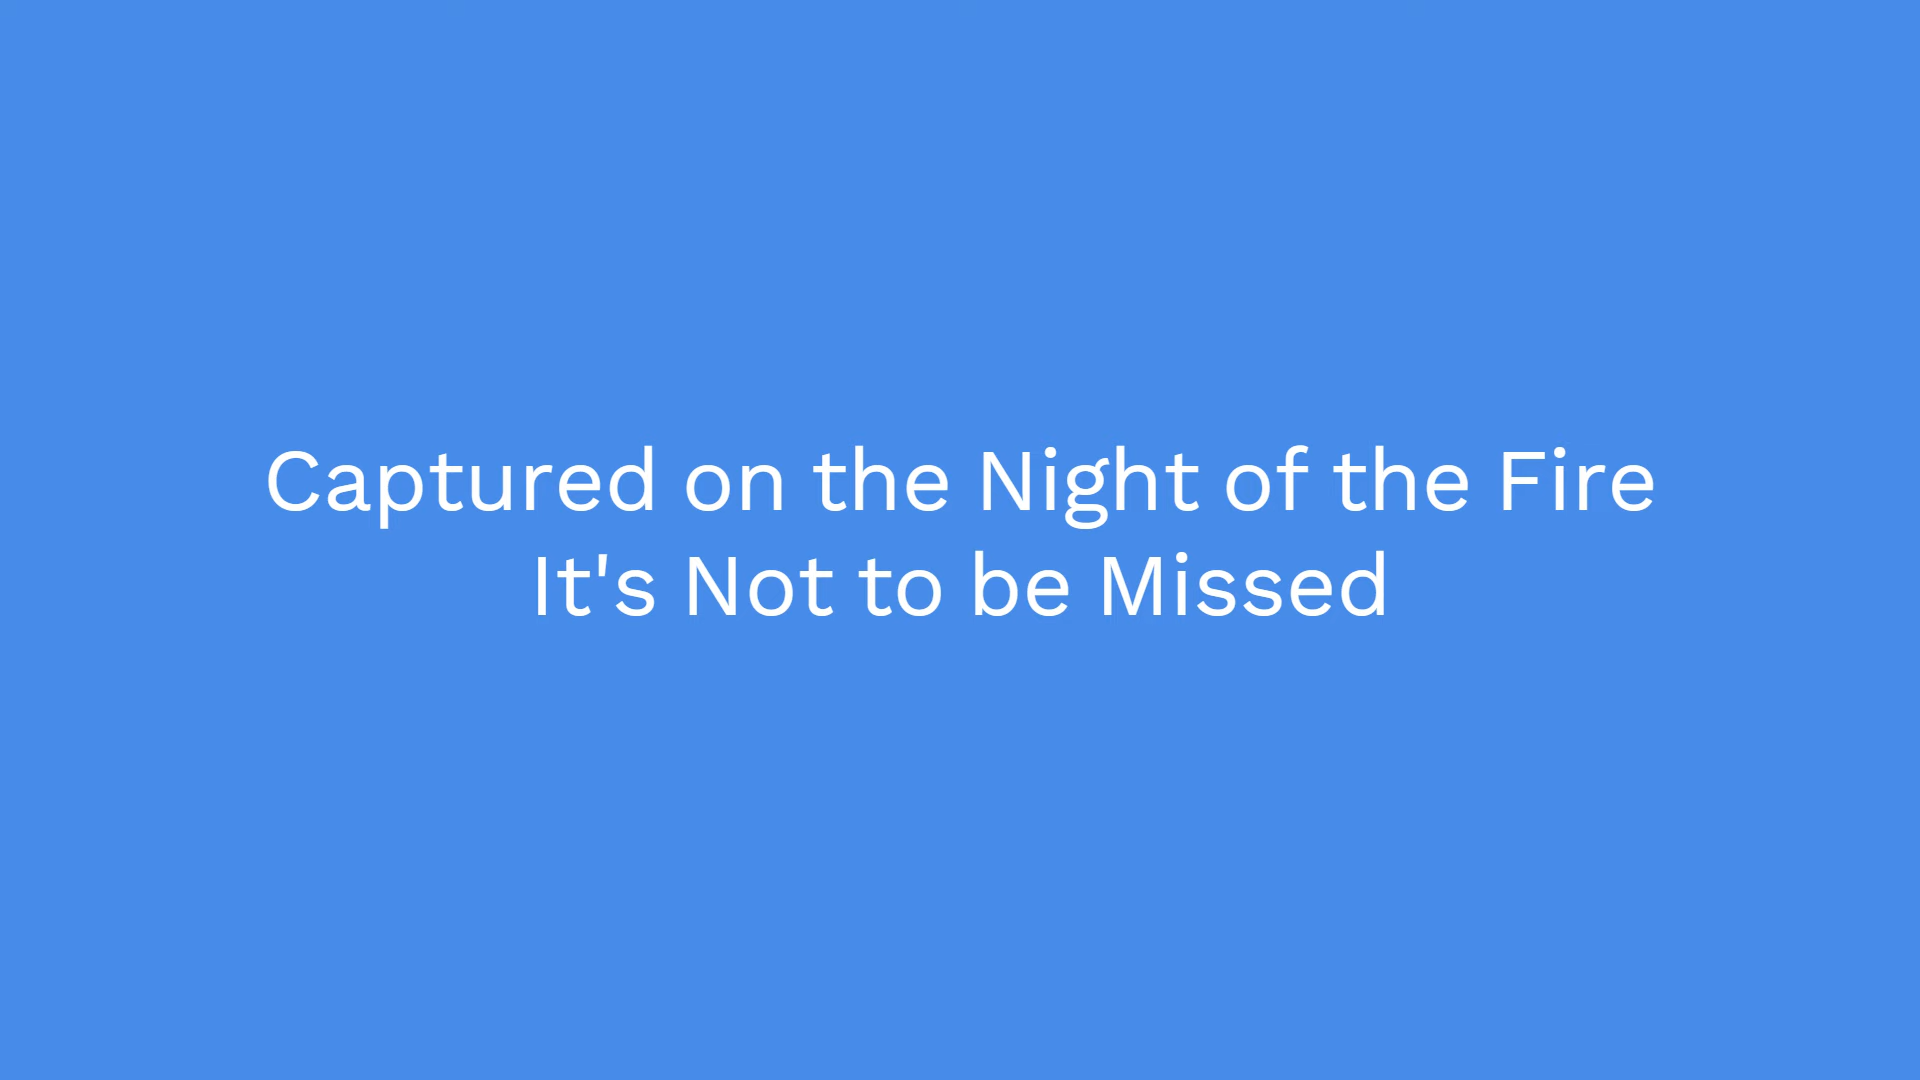 Captured on the Night of the Fire
It's Not to be Missed